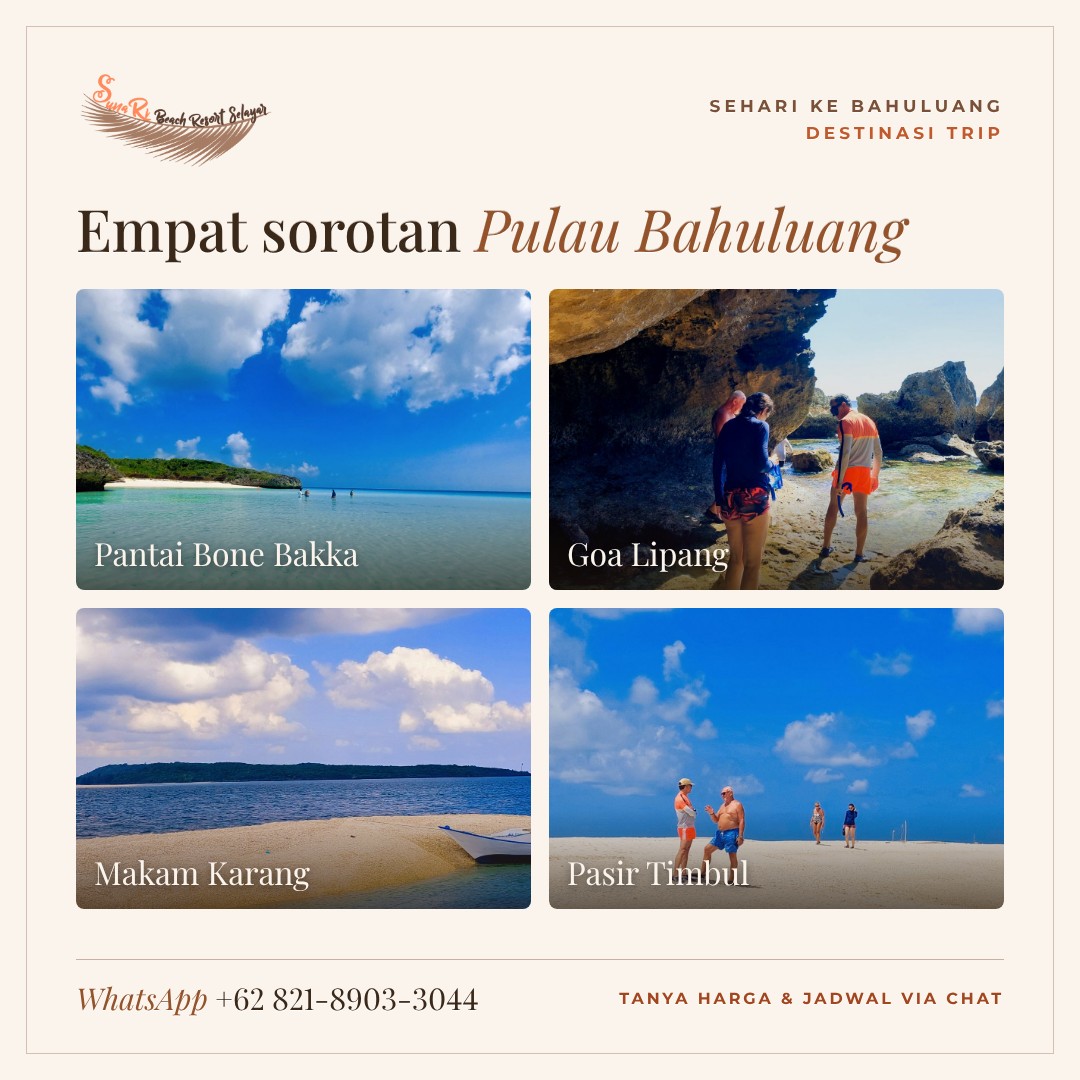 SunaRi Beach Resort Selayar
SEHARI KE BAHULUANG
DESTINASI TRIP
Empat sorotan Pulau Bahuluang
Pantai Bone Bakka
Goa Lipang
Makam Karang
Pasir Timbul
WhatsApp +62 821-8903-3044
TANYA HARGA & JADWAL VIA CHAT